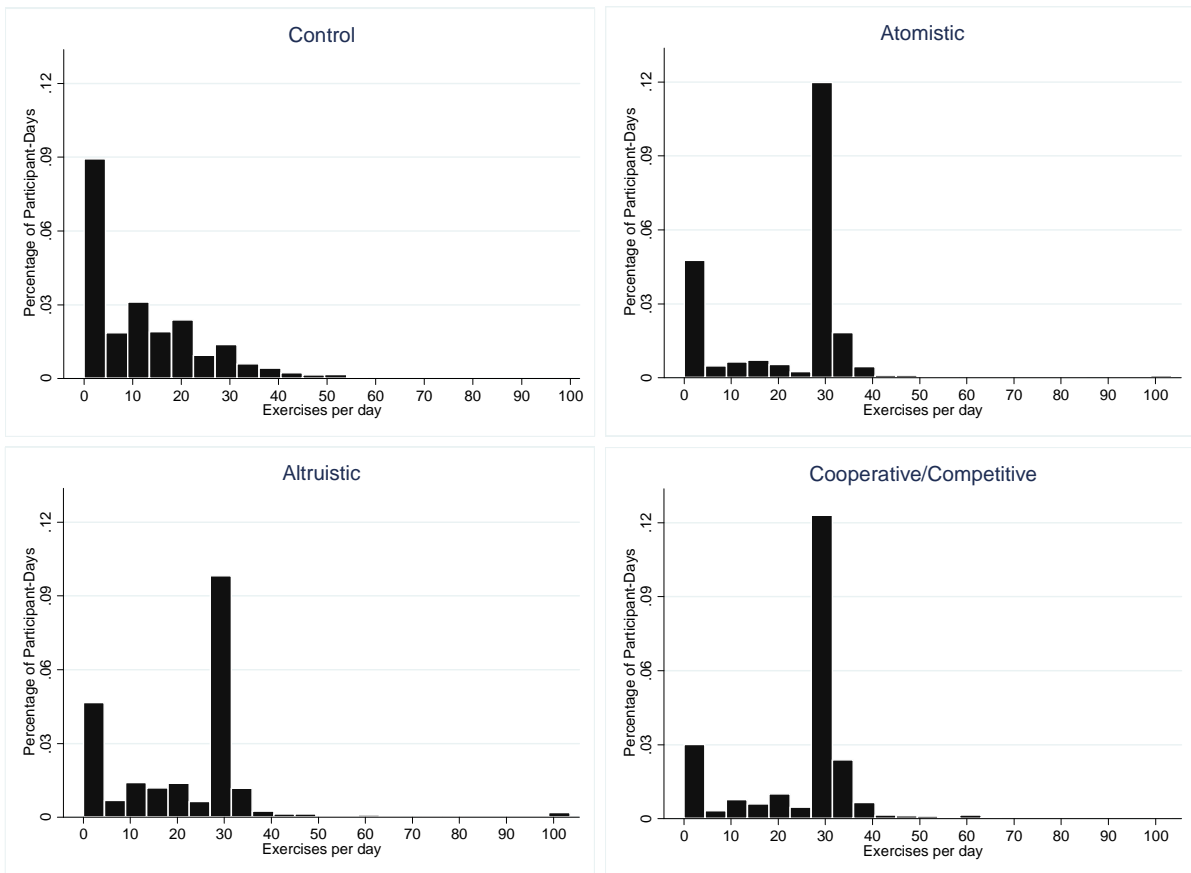 Control
Percentage of Participant-Days
.12
.09
.06
.03
0
0 10 20 30 40 50 60 70 80 90 100
Exercises per day
Atomistic
Percentage of Participant-Days
.12
.09
.06
.03
0
0 10 20 30 40 50 60 70 80 90 100
Exercises per day
Altruistic
Percentage of Participant-Days
.12
.09
.06
.03
0
0 10 20 30 40 50 60 70 80 90 100
Exercises per day
Cooperative/Competitive
Percentage of Participant-Days
.12
.09
.06
.03
0
0 10 20 30 40 50 60 70 80 90 100
Exercises per day